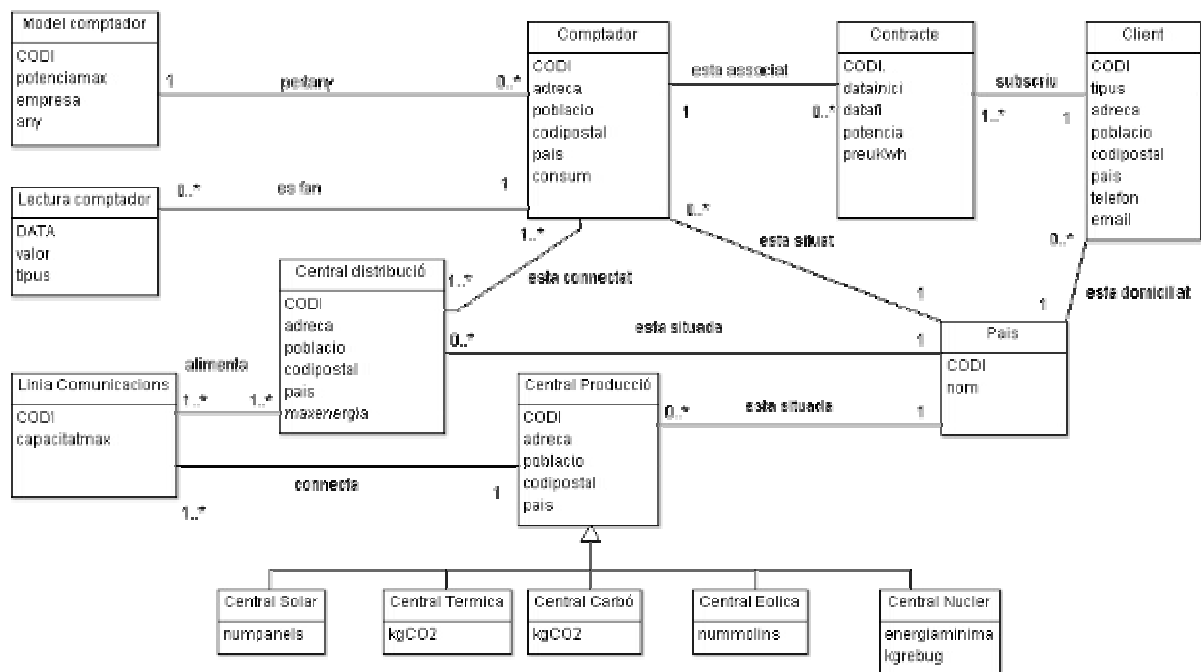 Model comptador
CODI
potenciamax
empresa
any
1
pertany
0..*
Comptador
CODI
adreca
poblacio
codipostal
pais
consum
esta associat
1
0..*
Contracte
CODI.
datainici
datafi
potencia
preuKwh
subscriu
1..*
1
Client
CODI
tipus
adreca
poblacio
codipostal
pais
telefon
email
Lectura comptador
DATA
valor
tipus
0..*
es fan
1
1..*
1..*
esta connectat
0..*
esta situat
1
0..*
1
esta domiciliat
Central distribució
CODI
adreca
poblacio
codipostal
pais
maxenergia
0..*
esta situada
1
Pais
CODI
nom
Linia Comunicacions
CODI
capacitatmax
alimenta
1..*
1..*
connecta
1..*
1
Central Producció
CODI
adreca
poblacio
codipostal
pais
0..*
esta situada
1
Central Solar
numpanels
Central Termica
kgCO2
Central Carbó
kgCO2
Central Eolica
nummolins
Central Nucler
energiaminima
kgrebug